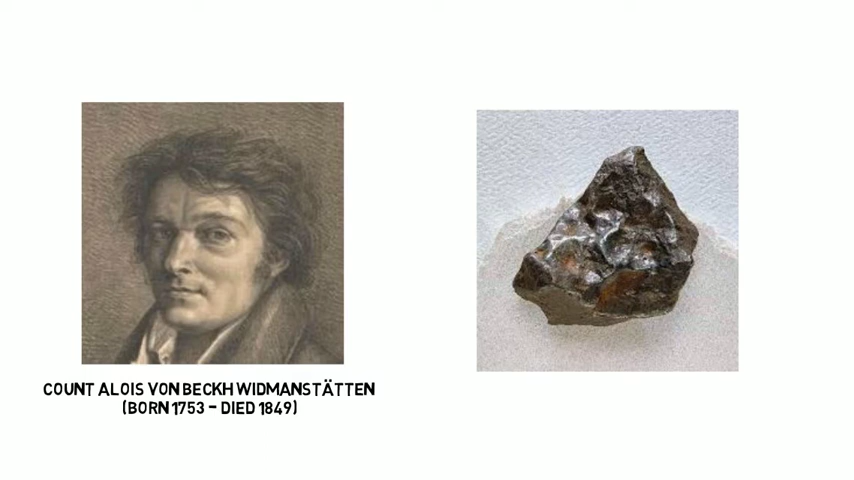 COUNT ALOIS VON BECKH WIDMANSTÄTTEN
(BORN 1753 - DIED 1849)